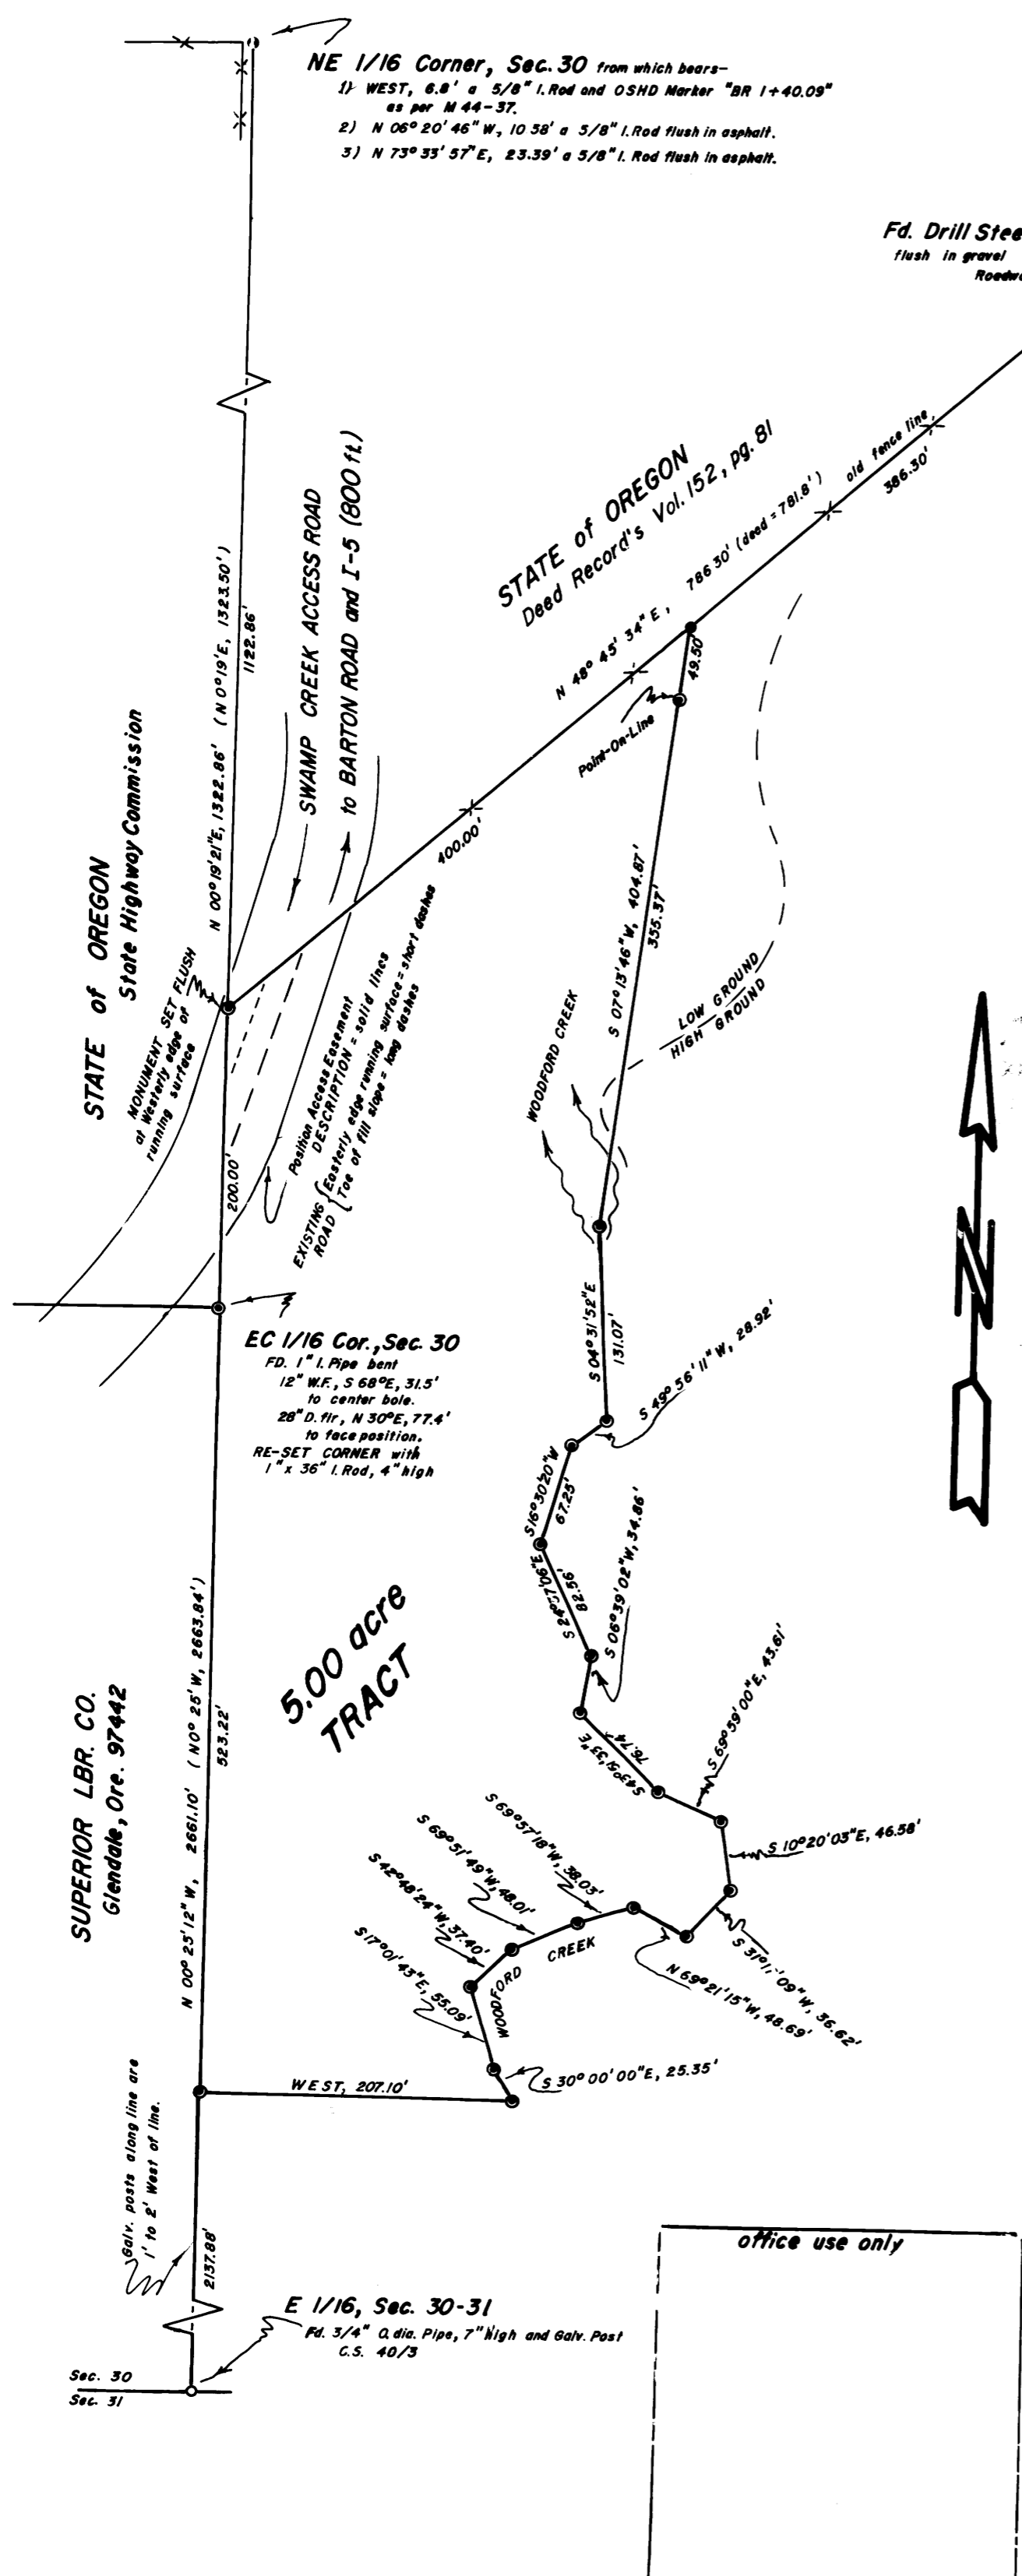 NE 1/16 Corner, Sec. 30 from which bears-
1) WEST, 6.8' a 5/8" I. Rod and OSHD Marker "BR 1+40.09"
as per M 44-37.
2) N 06° 20' 46" W, 10 58' a 5/8" I. Rod flush in asphalt.
3) N 73° 33' 57" E, 23.39' a 5/8" I. Rod flush in asphalt.
Fd. Drill Stee
flush in gravel
Roadwa
STATE of OREGON
Deed Record's Vol. 152, pg. 81
N 48° 45' 34" E, 786 30' (deed = 781.8') old fence line
386.30'
400.00'
49.50'
Point-On-Line
N 00° 19' 21" E, 1322.86' (N 0° 19' E, 1323.50')
1122.86'
SWAMP CREEK ACCESS ROAD
to BARTON ROAD and I-5 (800 ft.)
STATE of OREGON
State Highway Commission
MONUMENT SET FLUSH
at Westerly edge of
running surface
S 07° 13' 46" W, 404.87'
355.37'
LOW GROUND
HIGH GROUND
WOODFORD CREEK
Position Access Easement
DESCRIPTION = solid lines
EXISTING ROAD
Easterly edge running surface = short dashes
Toe of fill slope = long dashes
200.00'
EC 1/16 Cor., Sec. 30
FD. 1" I. Pipe bent
12" W.F., S 68° E, 31.5'
to center bole.
28" D. fir, N 30° E, 77.4'
to face position.
RE-SET CORNER with
1" x 36" I. Rod, 4" high
S 04° 31' 52" E
131.07'
S 49° 56' 11" W, 28.92'
S 16° 30' 20" W
67.25'
82.56'
S 06° 39' 02" W, 34.86'
5.00 acre
TRACT
S 43° 51' 33" E
76.74'
S 69° 59' 00" E, 43.61'
S 10° 20' 03" E, 46.58'
09" W, 36.62'
N 69° 21' 15" W, 48.69'
S 69° 57' 18" W, 38.03'
S 69° 51' 49" W, 48.01'
S 42° 48' 24" W, 37.40'
S 17° 01' 43" E, 55.09'
WOODFORD CREEK
S 30° 00' 00" E, 25.35'
WEST, 207.10'
SUPERIOR LBR. CO.
Glendale, Ore. 97442
N 00° 25' 12" W, 2661.10' (N 0° 25' W, 2663.84')
523.22'
Galv. posts along line are
1' to 2' West of line.
2137.88'
E 1/16, Sec. 30-31
Fd. 3/4" O. dia. Pipe, 7" high and Galv. Post
C.S. 40/3
Sec. 30
Sec. 31
N
office use only